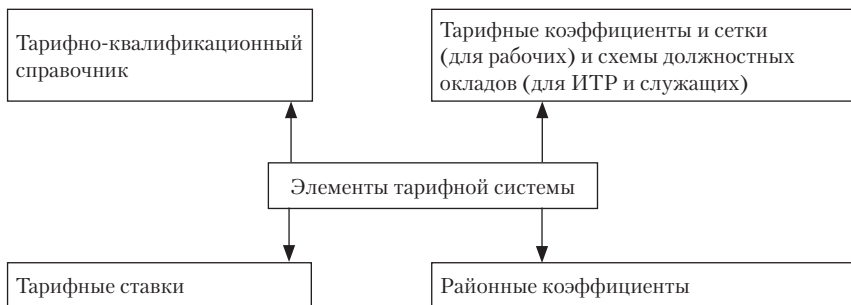 Тарифно-квалификационный
справочник
Тарифные коэффициенты и сетки
(для рабочих) и схемы должностных
окладов (для ИТР и служащих)
Элементы тарифной системы
Тарифные ставки
Районные коэффициенты